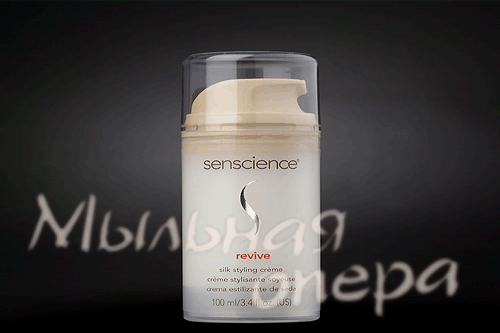 senscience®
Мыльная
опера
revive
silk styling crème
crème stylisante soyeuse
crema estilizante de seda
100 ml/3.4 fl. oz. (US)